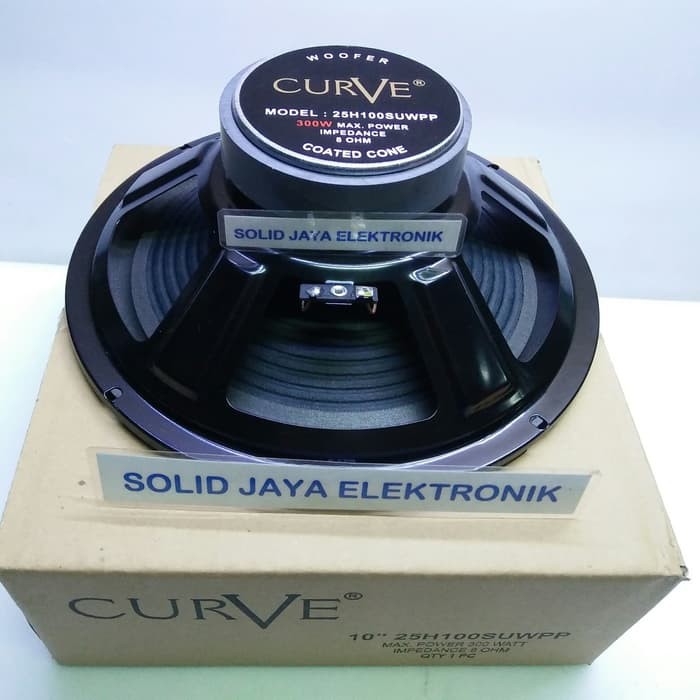 WOOFER
CURVE®
MODEL : 25H100SUWPP
300W MAX. POWER
IMPEDANCE
8 OHM
COATED CONE
SOLID JAYA ELEKTRONIK
SOLID JAYA ELEKTRONIK
CURVE®
10" 25H100SUWPP
MAX. POWER 300 WATT
IMPEDANCE 8 OHM
QTY 1 PC